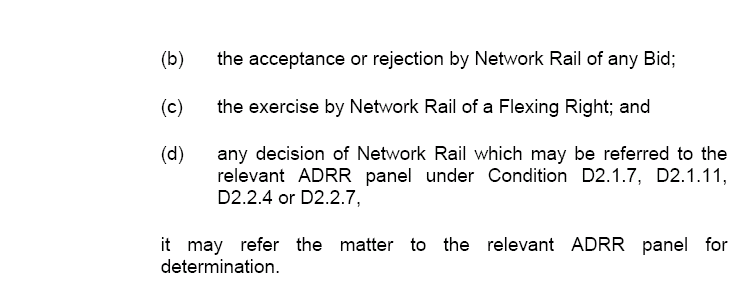 (b) the acceptance or rejection by Network Rail of any Bid;
(c) the exercise by Network Rail of a Flexing Right; and
(d) any decision of Network Rail which may be referred to the
relevant ADRR panel under Condition D2.1.7, D2.1.11,
D2.2.4 or D2.2.7,
it may refer the matter to the relevant ADRR panel for
determination.